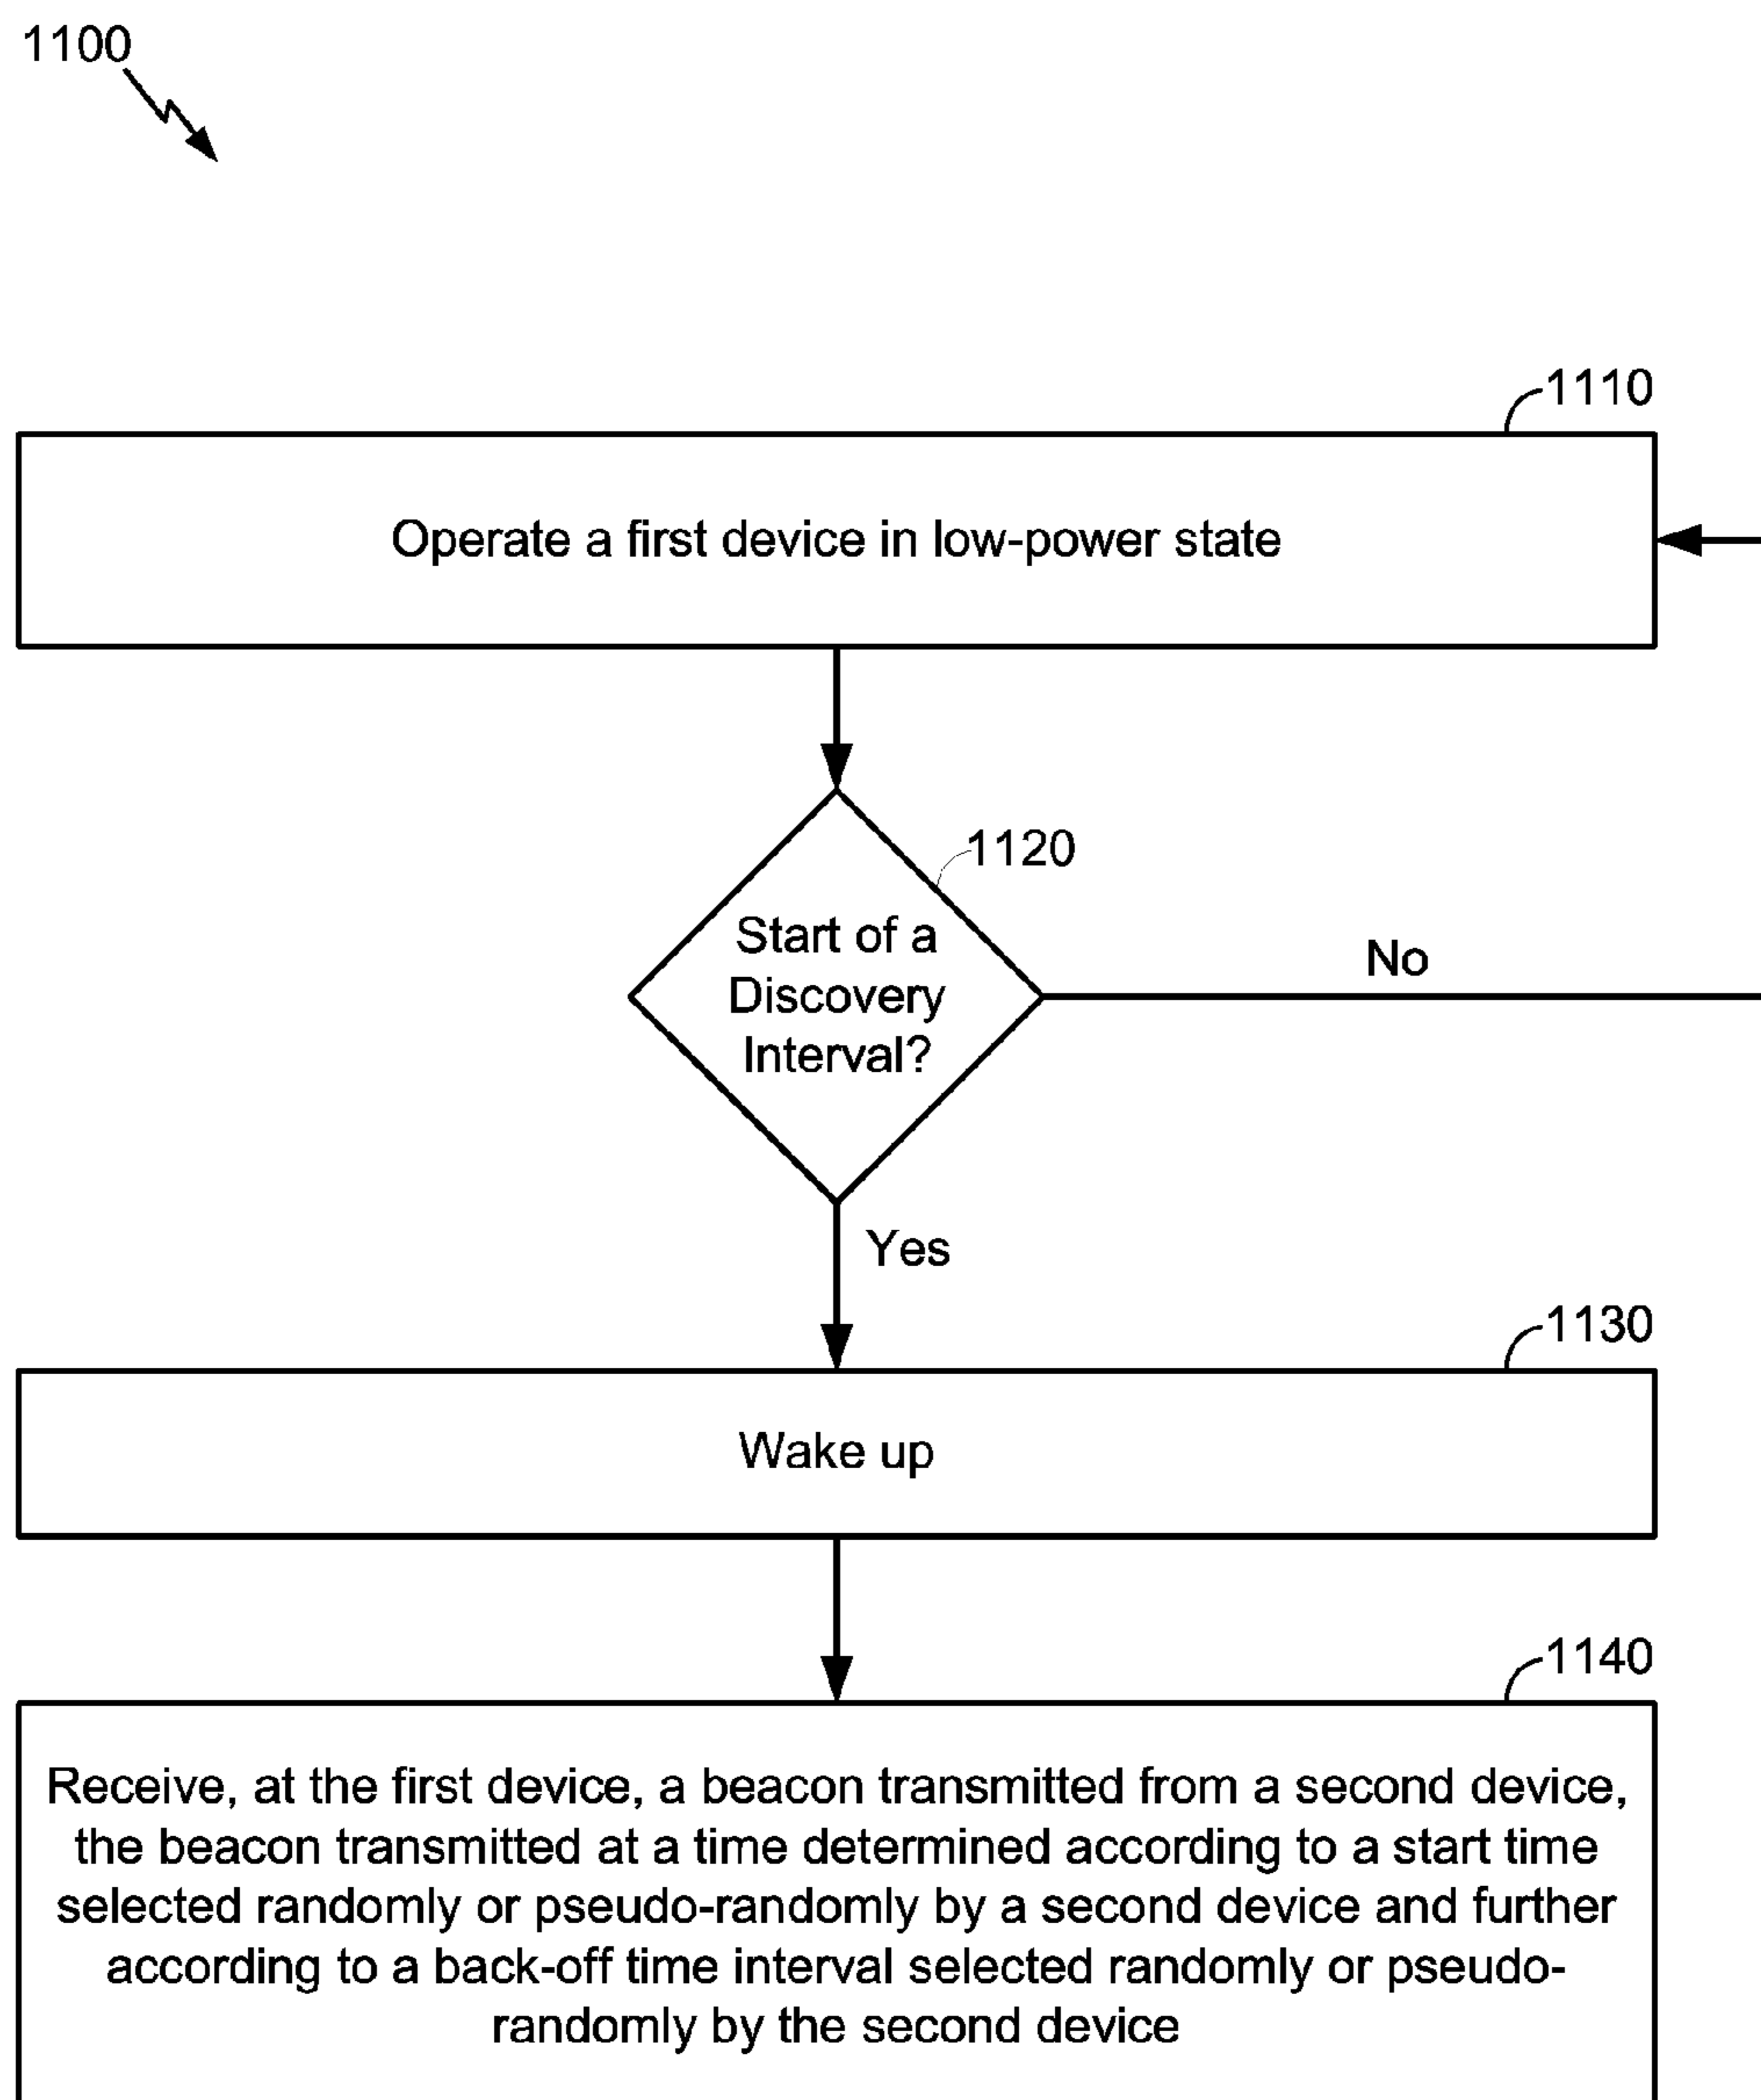 1100
1110
Operate a first device in low-power state
1120
Start of a
Discovery
Interval?
No
Yes
1130
Wake up
1140
Receive, at the first device, a beacon transmitted from a second device,
the beacon transmitted at a time determined according to a start time
selected randomly or pseudo-randomly by a second device and further
according to a back-off time interval selected randomly or pseudo-
randomly by the second device